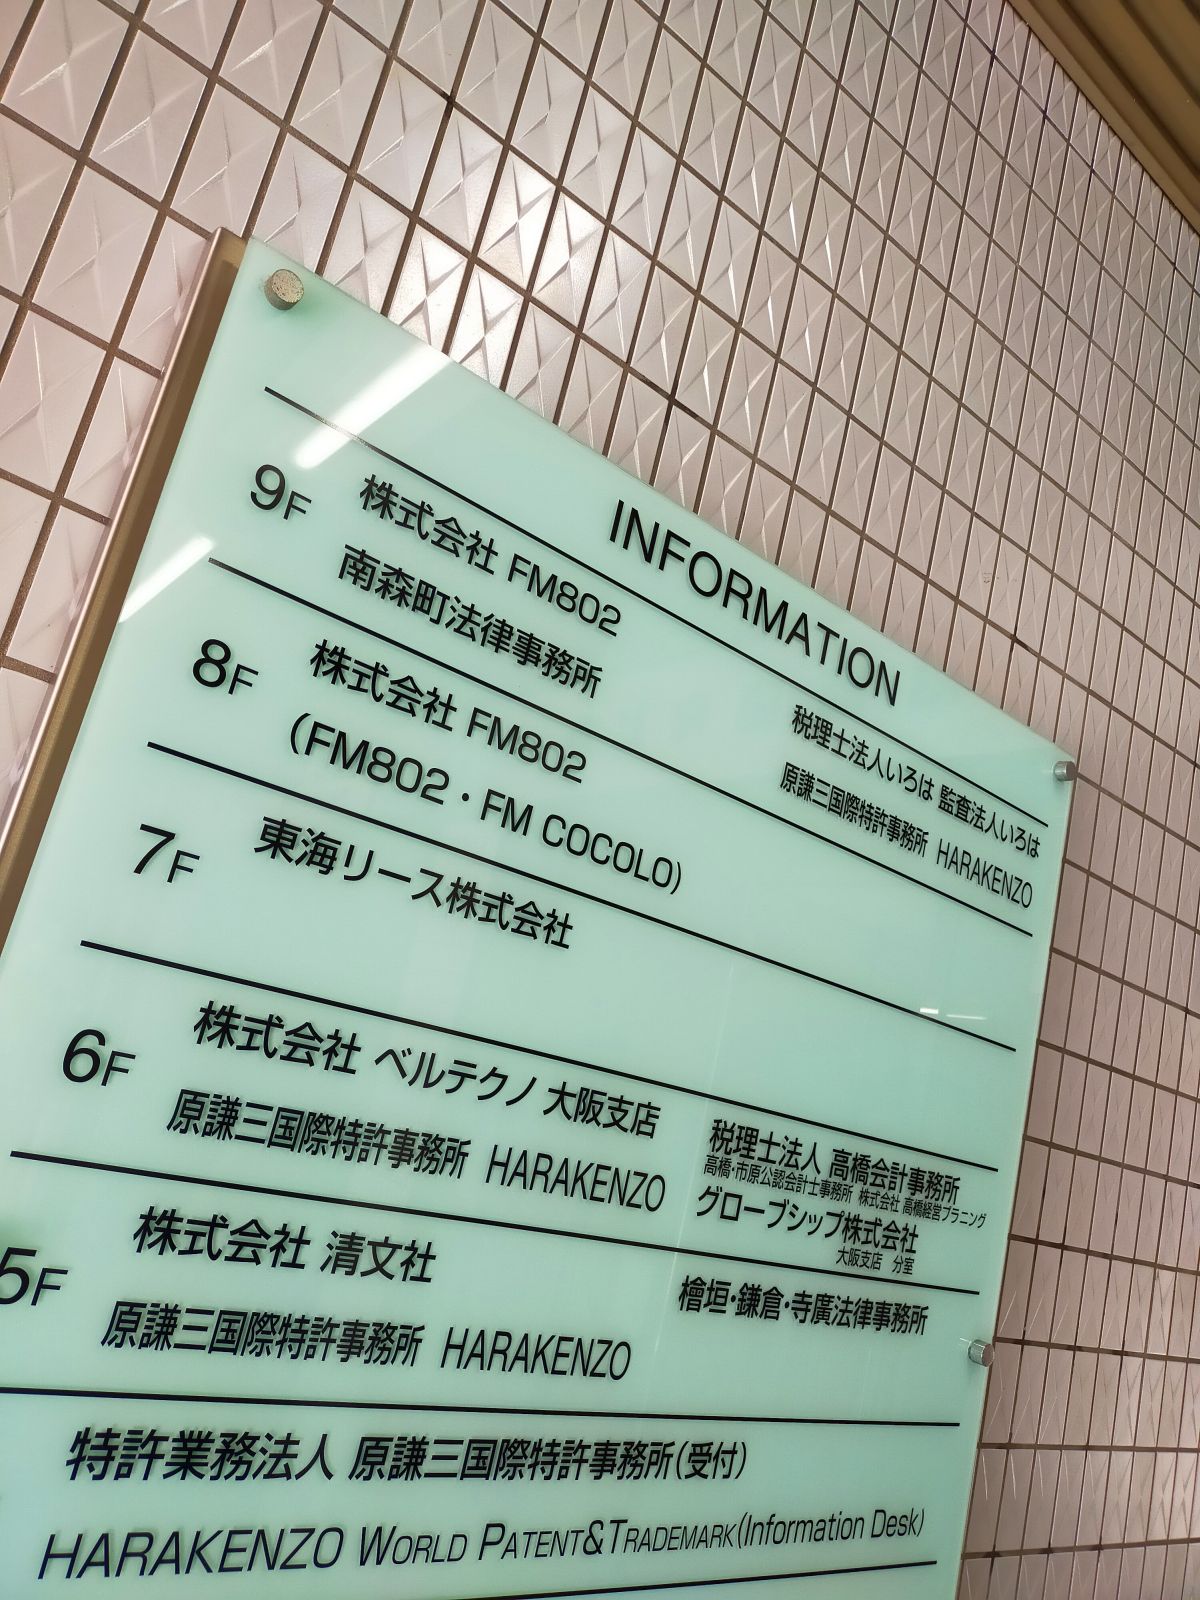 INFORMATION
9F 株式会社 FM802 税理士法人いろは 監査法人いろは
南森町法律事務所 原謙三国際特許事務所 HARAKENZO
8F 株式会社 FM802
(FM802・FM COCOLO)
7F 東海リース株式会社
6F 株式会社 ベルテクノ 大阪支店 税理士法人 高橋会計事務所
高橋・市原公認会計士事務所 株式会社 高橋経営プラニング
原謙三国際特許事務所 HARAKENZO グローブシップ株式会社
大阪支店 分室
5F 株式会社 清文社 檜垣・鎌倉・寺廣法律事務所
原謙三国際特許事務所 HARAKENZO
特許業務法人 原謙三国際特許事務所(受付)
HARAKENZO WORLD PATENT&TRADEMARK(Information Desk)